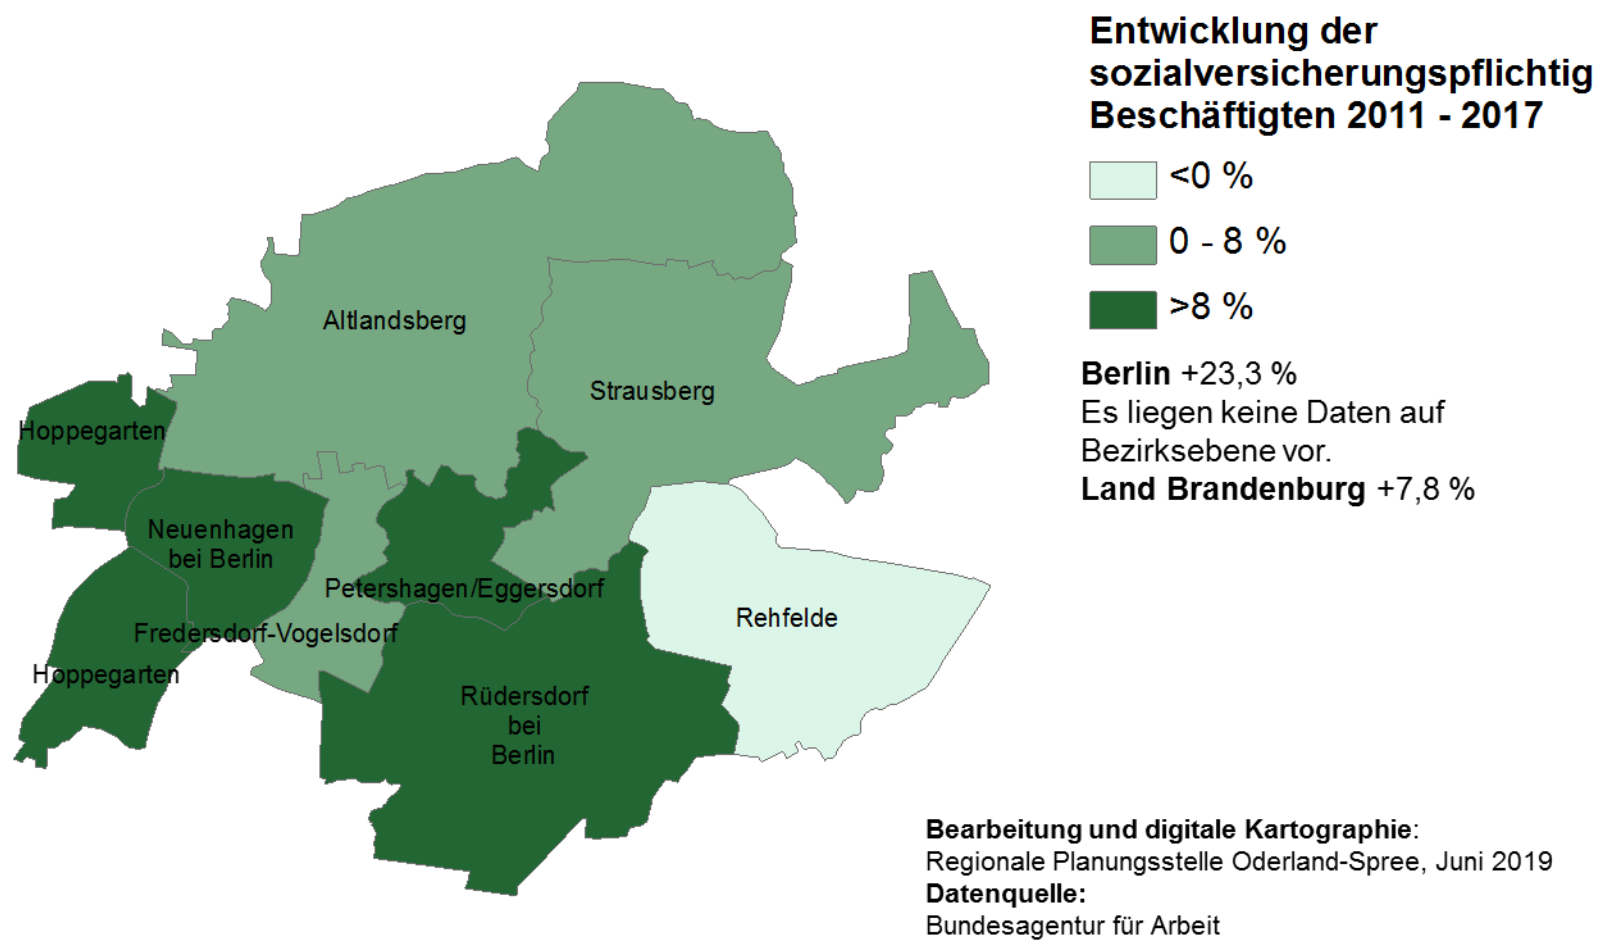 Entwicklung der
sozialversicherungspflichtig
Beschäftigten 2011 - 2017
<0 %
0 - 8 %
>8 %
Berlin +23,3 %
Es liegen keine Daten auf
Bezirksebene vor.
Land Brandenburg +7,8 %
Altlandsberg
Strausberg
Hoppegarten
Neuenhagen
bei Berlin
Petershagen/Eggersdorf
Rehfelde
Fredersdorf-Vogelsdorf
Hoppegarten
Rüdersdorf
bei
Berlin
Bearbeitung und digitale Kartographie:
Regionale Planungsstelle Oderland-Spree, Juni 2019
Datenquelle:
Bundesagentur für Arbeit